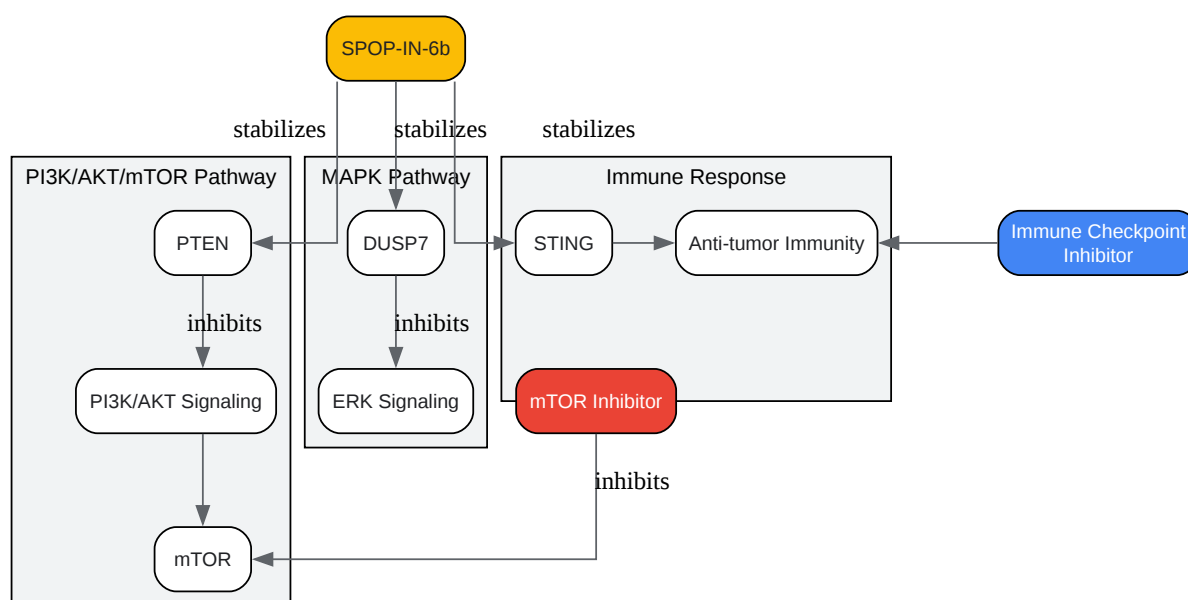 SPOP-IN-6b
stabilizes
stabilizes
stabilizes
PI3K/AKT/mTOR Pathway
MAPK Pathway
Immune Response
PTEN
DUSP7
STING
Anti-tumor Immunity
Immune Checkpoint
Inhibitor
inhibits
inhibits
PI3K/AKT Signaling
ERK Signaling
mTOR Inhibitor
inhibits
mTOR